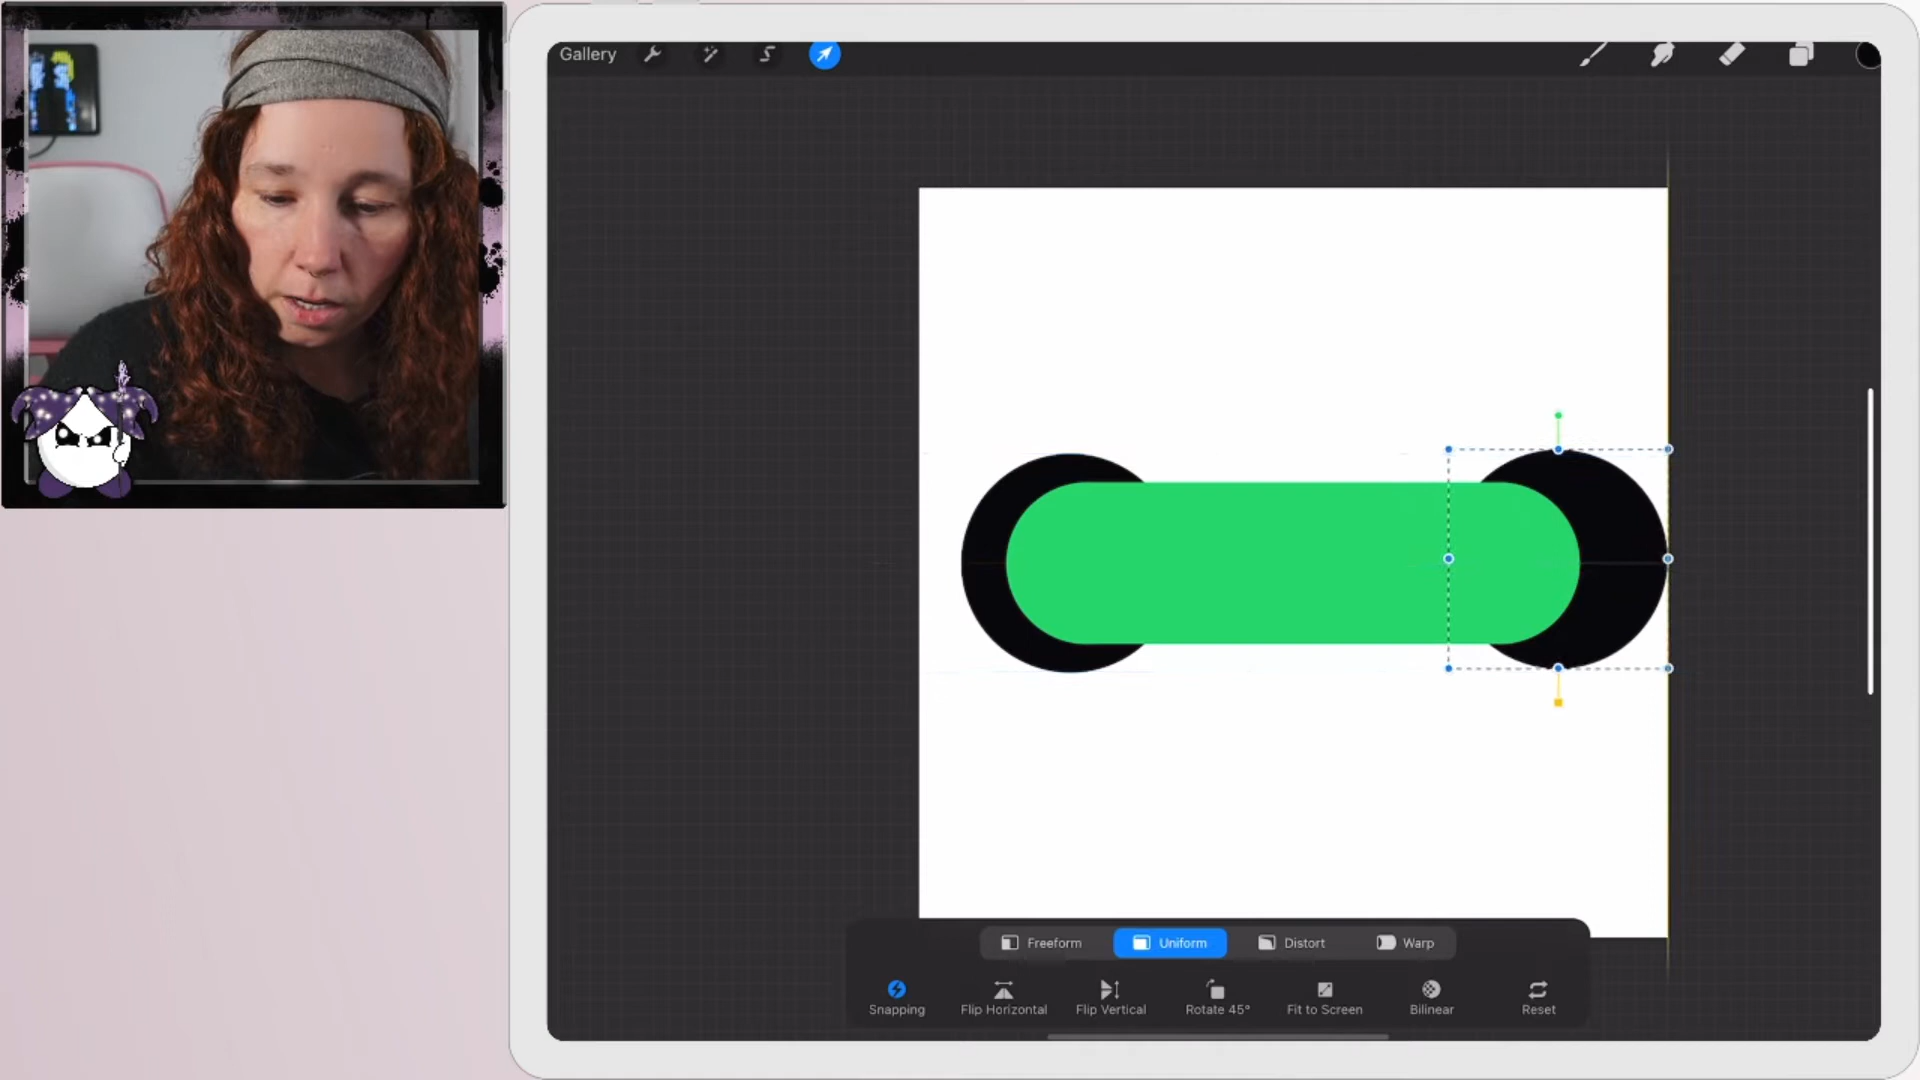 Gallery
Freeform Uniform Distort Warp
Snapping Flip Horizontal Flip Vertical Rotate 45° Fit to Screen Bilinear Reset